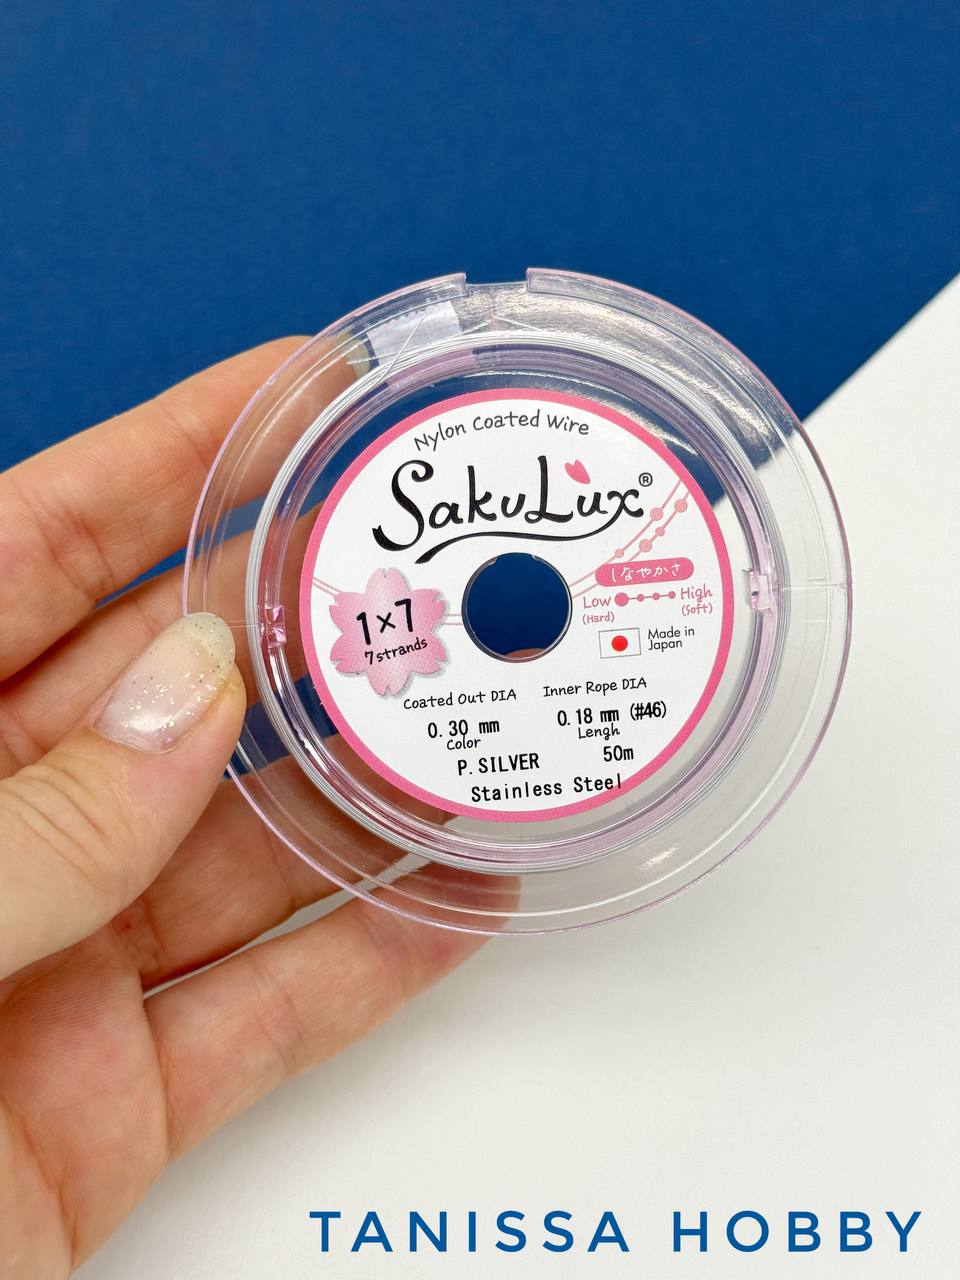 Nylon Coated Wire
SakuLux®
しなやかさ
Low High
(Hard) (Soft)
1×7
7strands
Made in
Japan
Coated Out DIA Inner Rope DIA
0.30 mm 0.18 mm (#46)
Color Lengh
P.SILVER 50m
Stainless Steel
TANISSA HOBBY